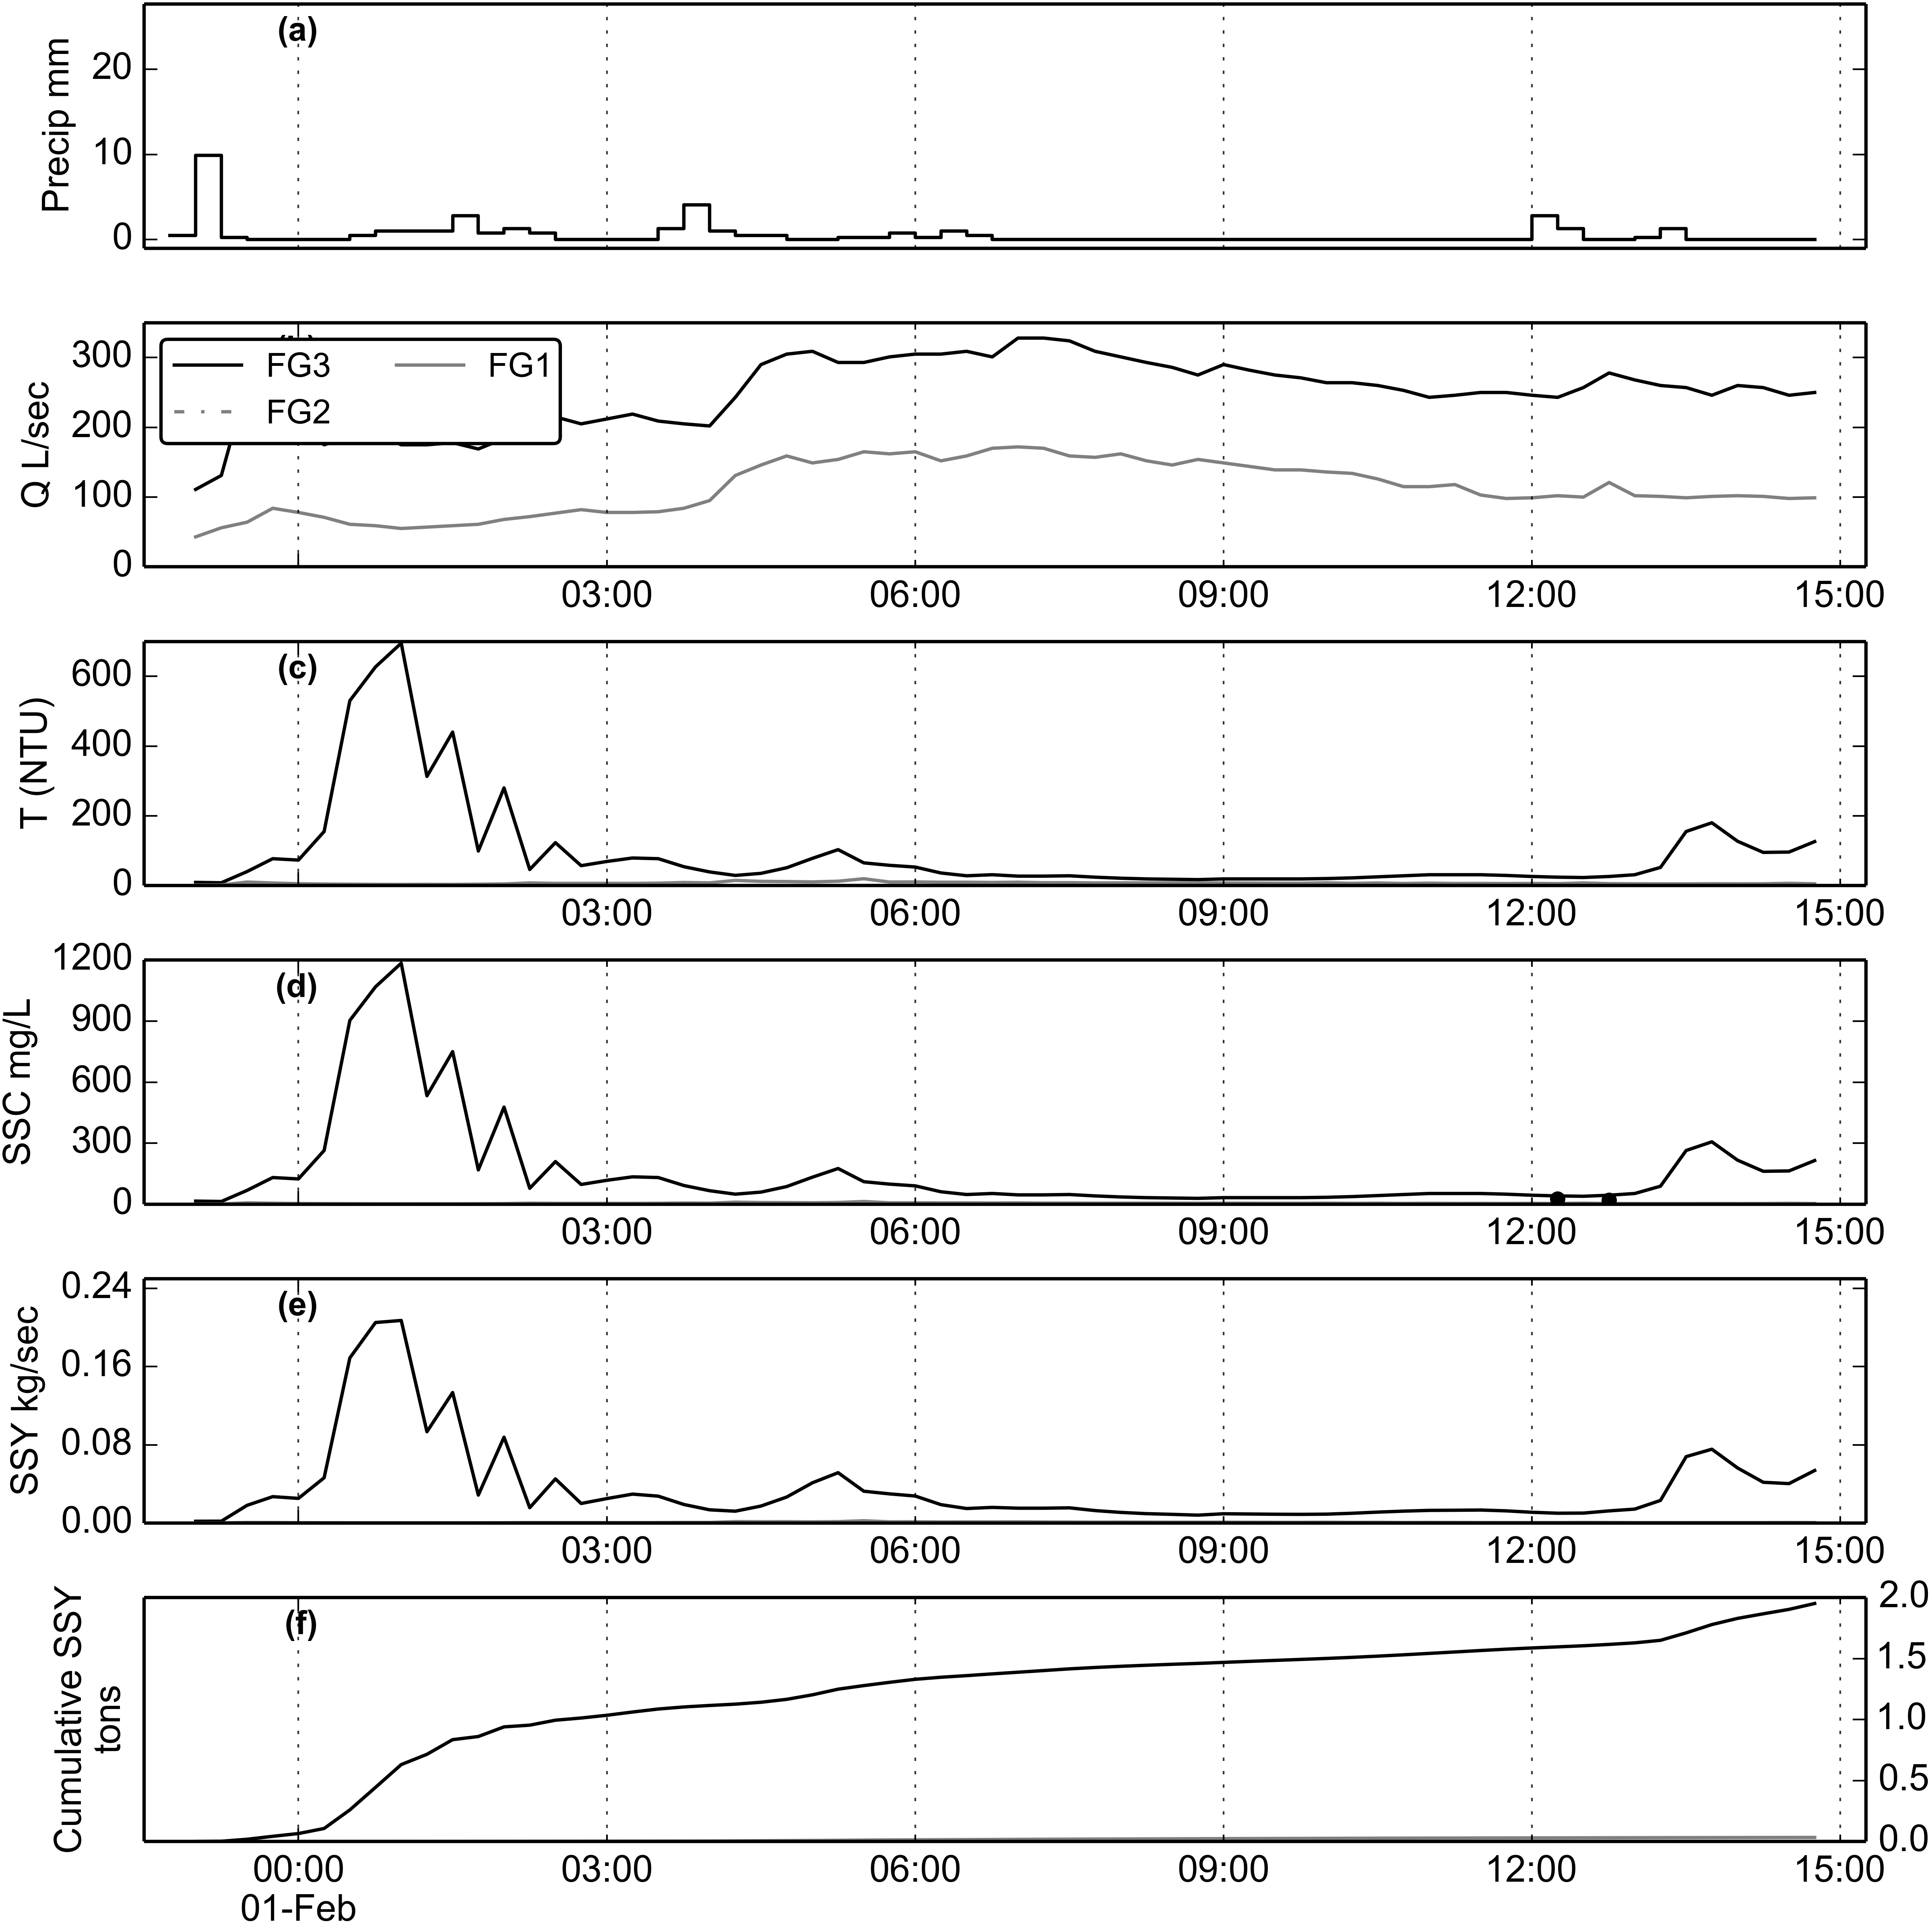 (a)
Precip mm
20
10
0
Q L/sec
300
200
100
0
FG3 FG1
FG2
03:00 06:00 09:00 12:00 15:00
(c)
T (NTU)
600
400
200
0
03:00 06:00 09:00 12:00 15:00
(d)
SSC mg/L
1200
900
600
300
0
03:00 06:00 09:00 12:00 15:00
(e)
SSY kg/sec
0.24
0.16
0.08
0.00
03:00 06:00 09:00 12:00 15:00
(f)
Cumulative SSY
tons
2.0
1.5
1.0
0.5
0.0
00:00 03:00 06:00 09:00 12:00 15:00
01-Feb